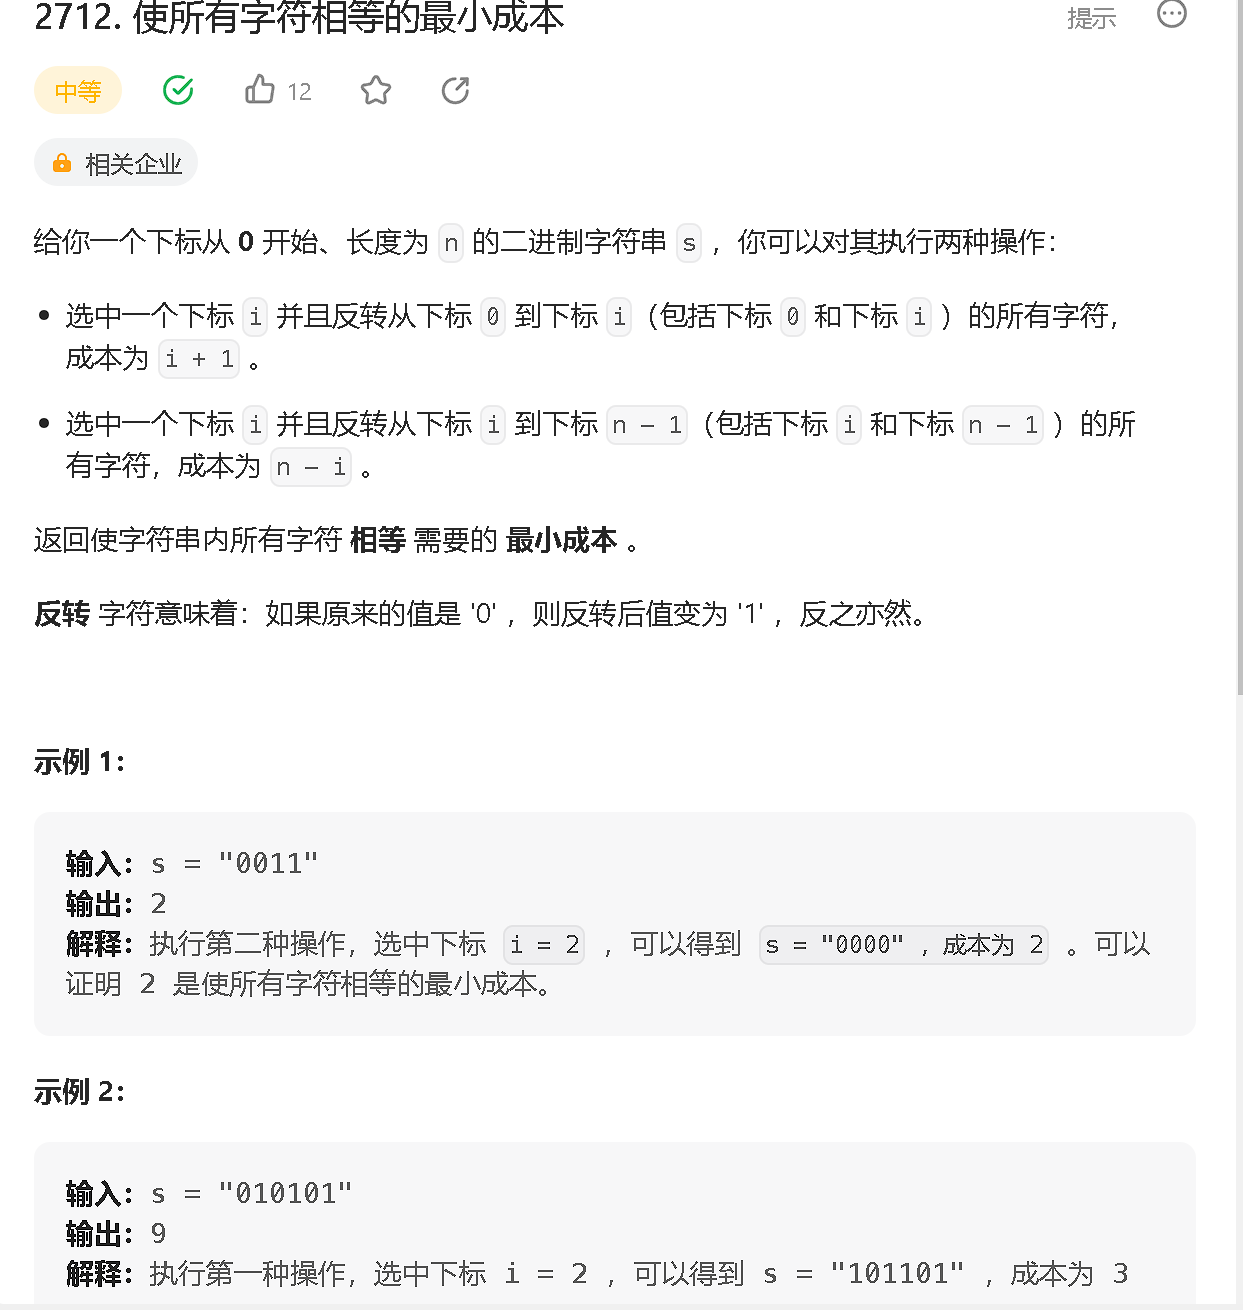 2712. 使所有字符相等的最小成本
提示
中等
12
相关企业
给你一个下标从 0 开始、长度为 n 的二进制字符串 s ，你可以对其执行两种操作：
选中一个下标 i 并且反转从下标 0 到下标 i（包括下标 0 和下标 i ）的所有字符，
成本为 i + 1 。
选中一个下标 i 并且反转从下标 i 到下标 n - 1（包括下标 i 和下标 n - 1 ）的所
有字符，成本为 n - i 。
返回使字符串内所有字符 相等 需要的 最小成本 。
反转 字符意味着：如果原来的值是 '0' ，则反转后值变为 '1' ，反之亦然。
示例 1：
输入：s = "0011"
输出：2
解释：执行第二种操作，选中下标 i = 2 ，可以得到 s = "0000" ，成本为 2 。可以
证明 2 是使所有字符相等的最小成本。
示例 2：
输入：s = "010101"
输出：9
解释：执行第一种操作，选中下标 i = 2 ，可以得到 s = "101101" ，成本为 3